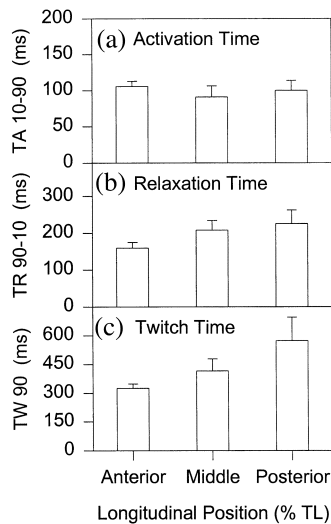 (a) Activation Time
TA 10-90 (ms)
200
150
100
50
0
(b) Relaxation Time
TR 90-10 (ms)
300
200
100
0
(c) Twitch Time
TW 90 (ms)
600
450
300
150
0
Anterior Middle Posterior
Longitudinal Position (% TL)